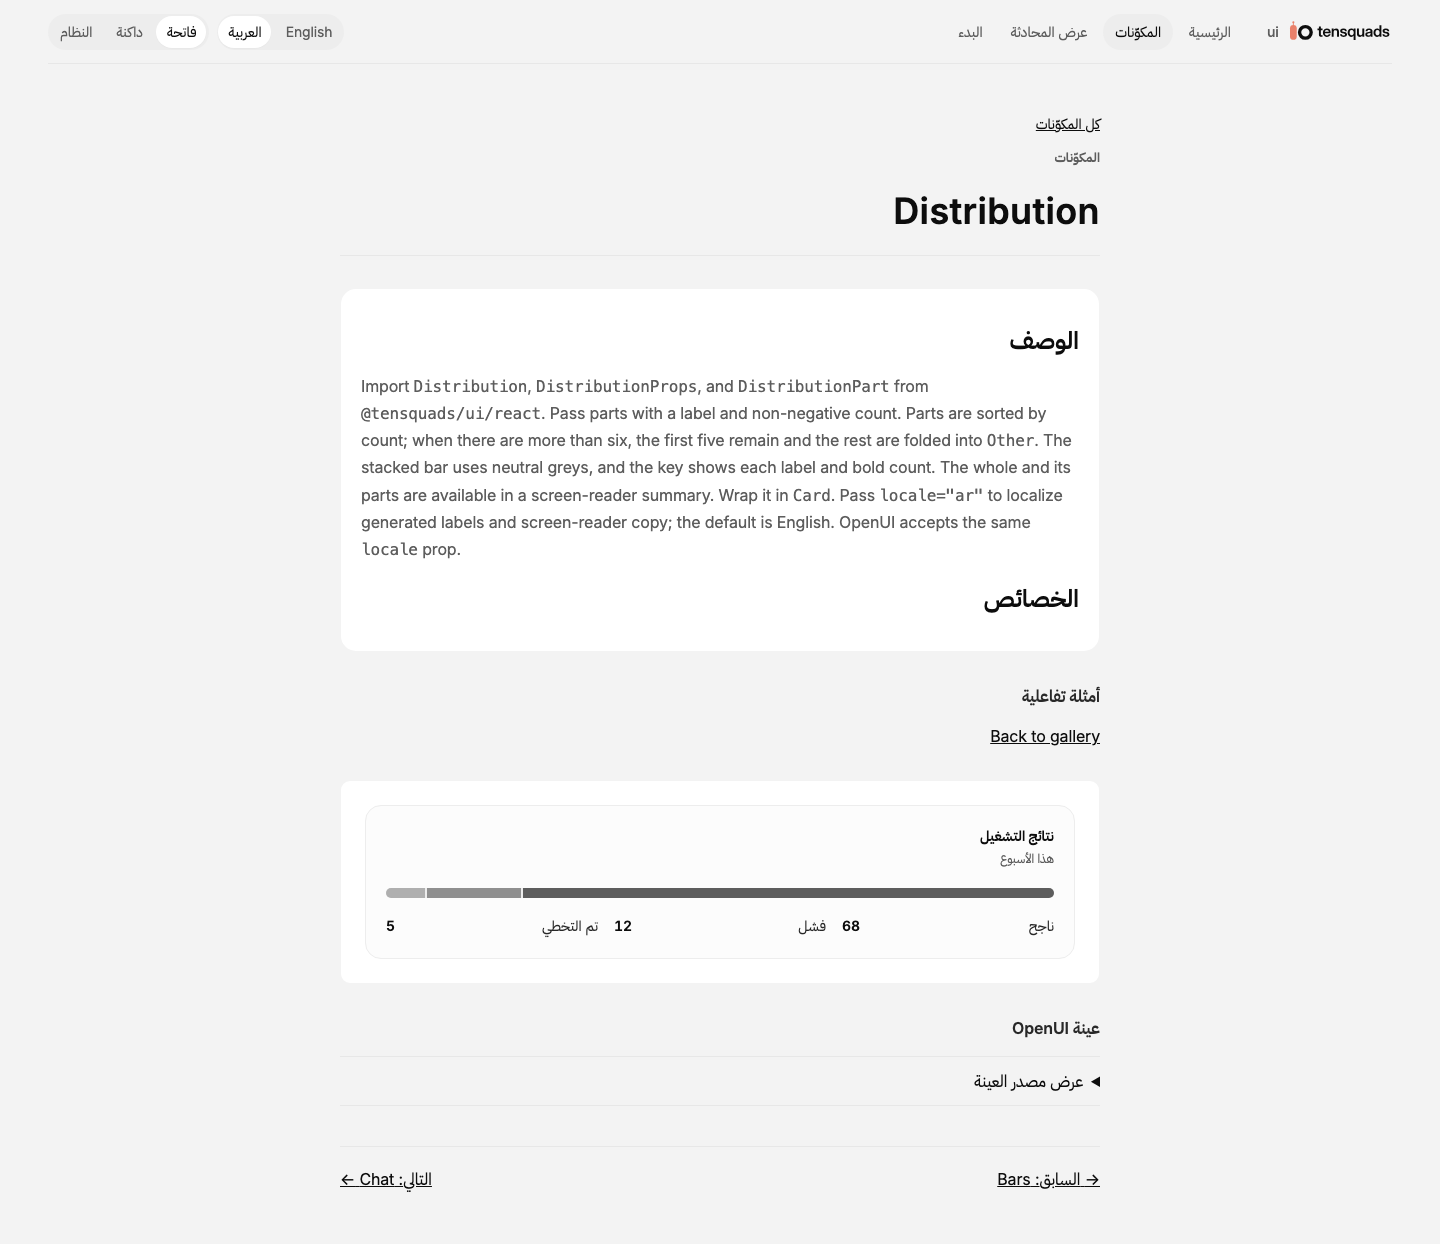 tensquads ui
الرئيسية
المكوّنات
عرض المحادثة
البدء
English
العربية
فاتحة
داكنة
النظام
كل المكوّنات
المكوّنات
Distribution
الوصف
Import Distribution, DistributionProps, and DistributionPart from
@tensquads/ui/react. Pass parts with a label and non-negative count. Parts are sorted by
count; when there are more than six, the first five remain and the rest are folded into Other. The
stacked bar uses neutral greys, and the key shows each label and bold count. The whole and its
parts are available in a screen-reader summary. Wrap it in Card. Pass locale="ar" to localize
generated labels and screen-reader copy; the default is English. OpenUI accepts the same
locale prop.
الخصائص
أمثلة تفاعلية
Back to gallery
نتائج التشغيل
هذا الأسبوع
ناجح 68 فشل 12 تم التخطي 5
عينة OpenUI
عرض مصدر العينة
→ السابق: Bars
التالي: Chat ←